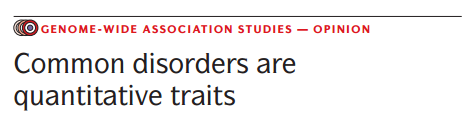 GENOME-WIDE ASSOCIATION STUDIES — OPINION
Common disorders are
quantitative traits